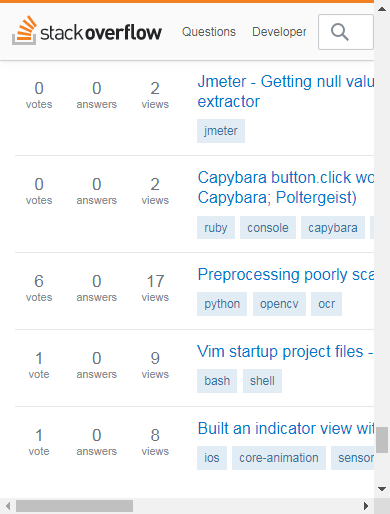 stackoverflow Questions Developer
0 0 2 Jmeter - Getting null valu
votes answers views extractor
jmeter
0 0 2 Capybara button.click wo
votes answers views Capybara; Poltergeist)
ruby console capybara
6 0 17 Preprocessing poorly sca
votes answers views
python opencv ocr
1 0 9 Vim startup project files -
vote answers views
bash shell
1 0 8 Built an indicator view wit
vote answers views
ios core-animation sensor